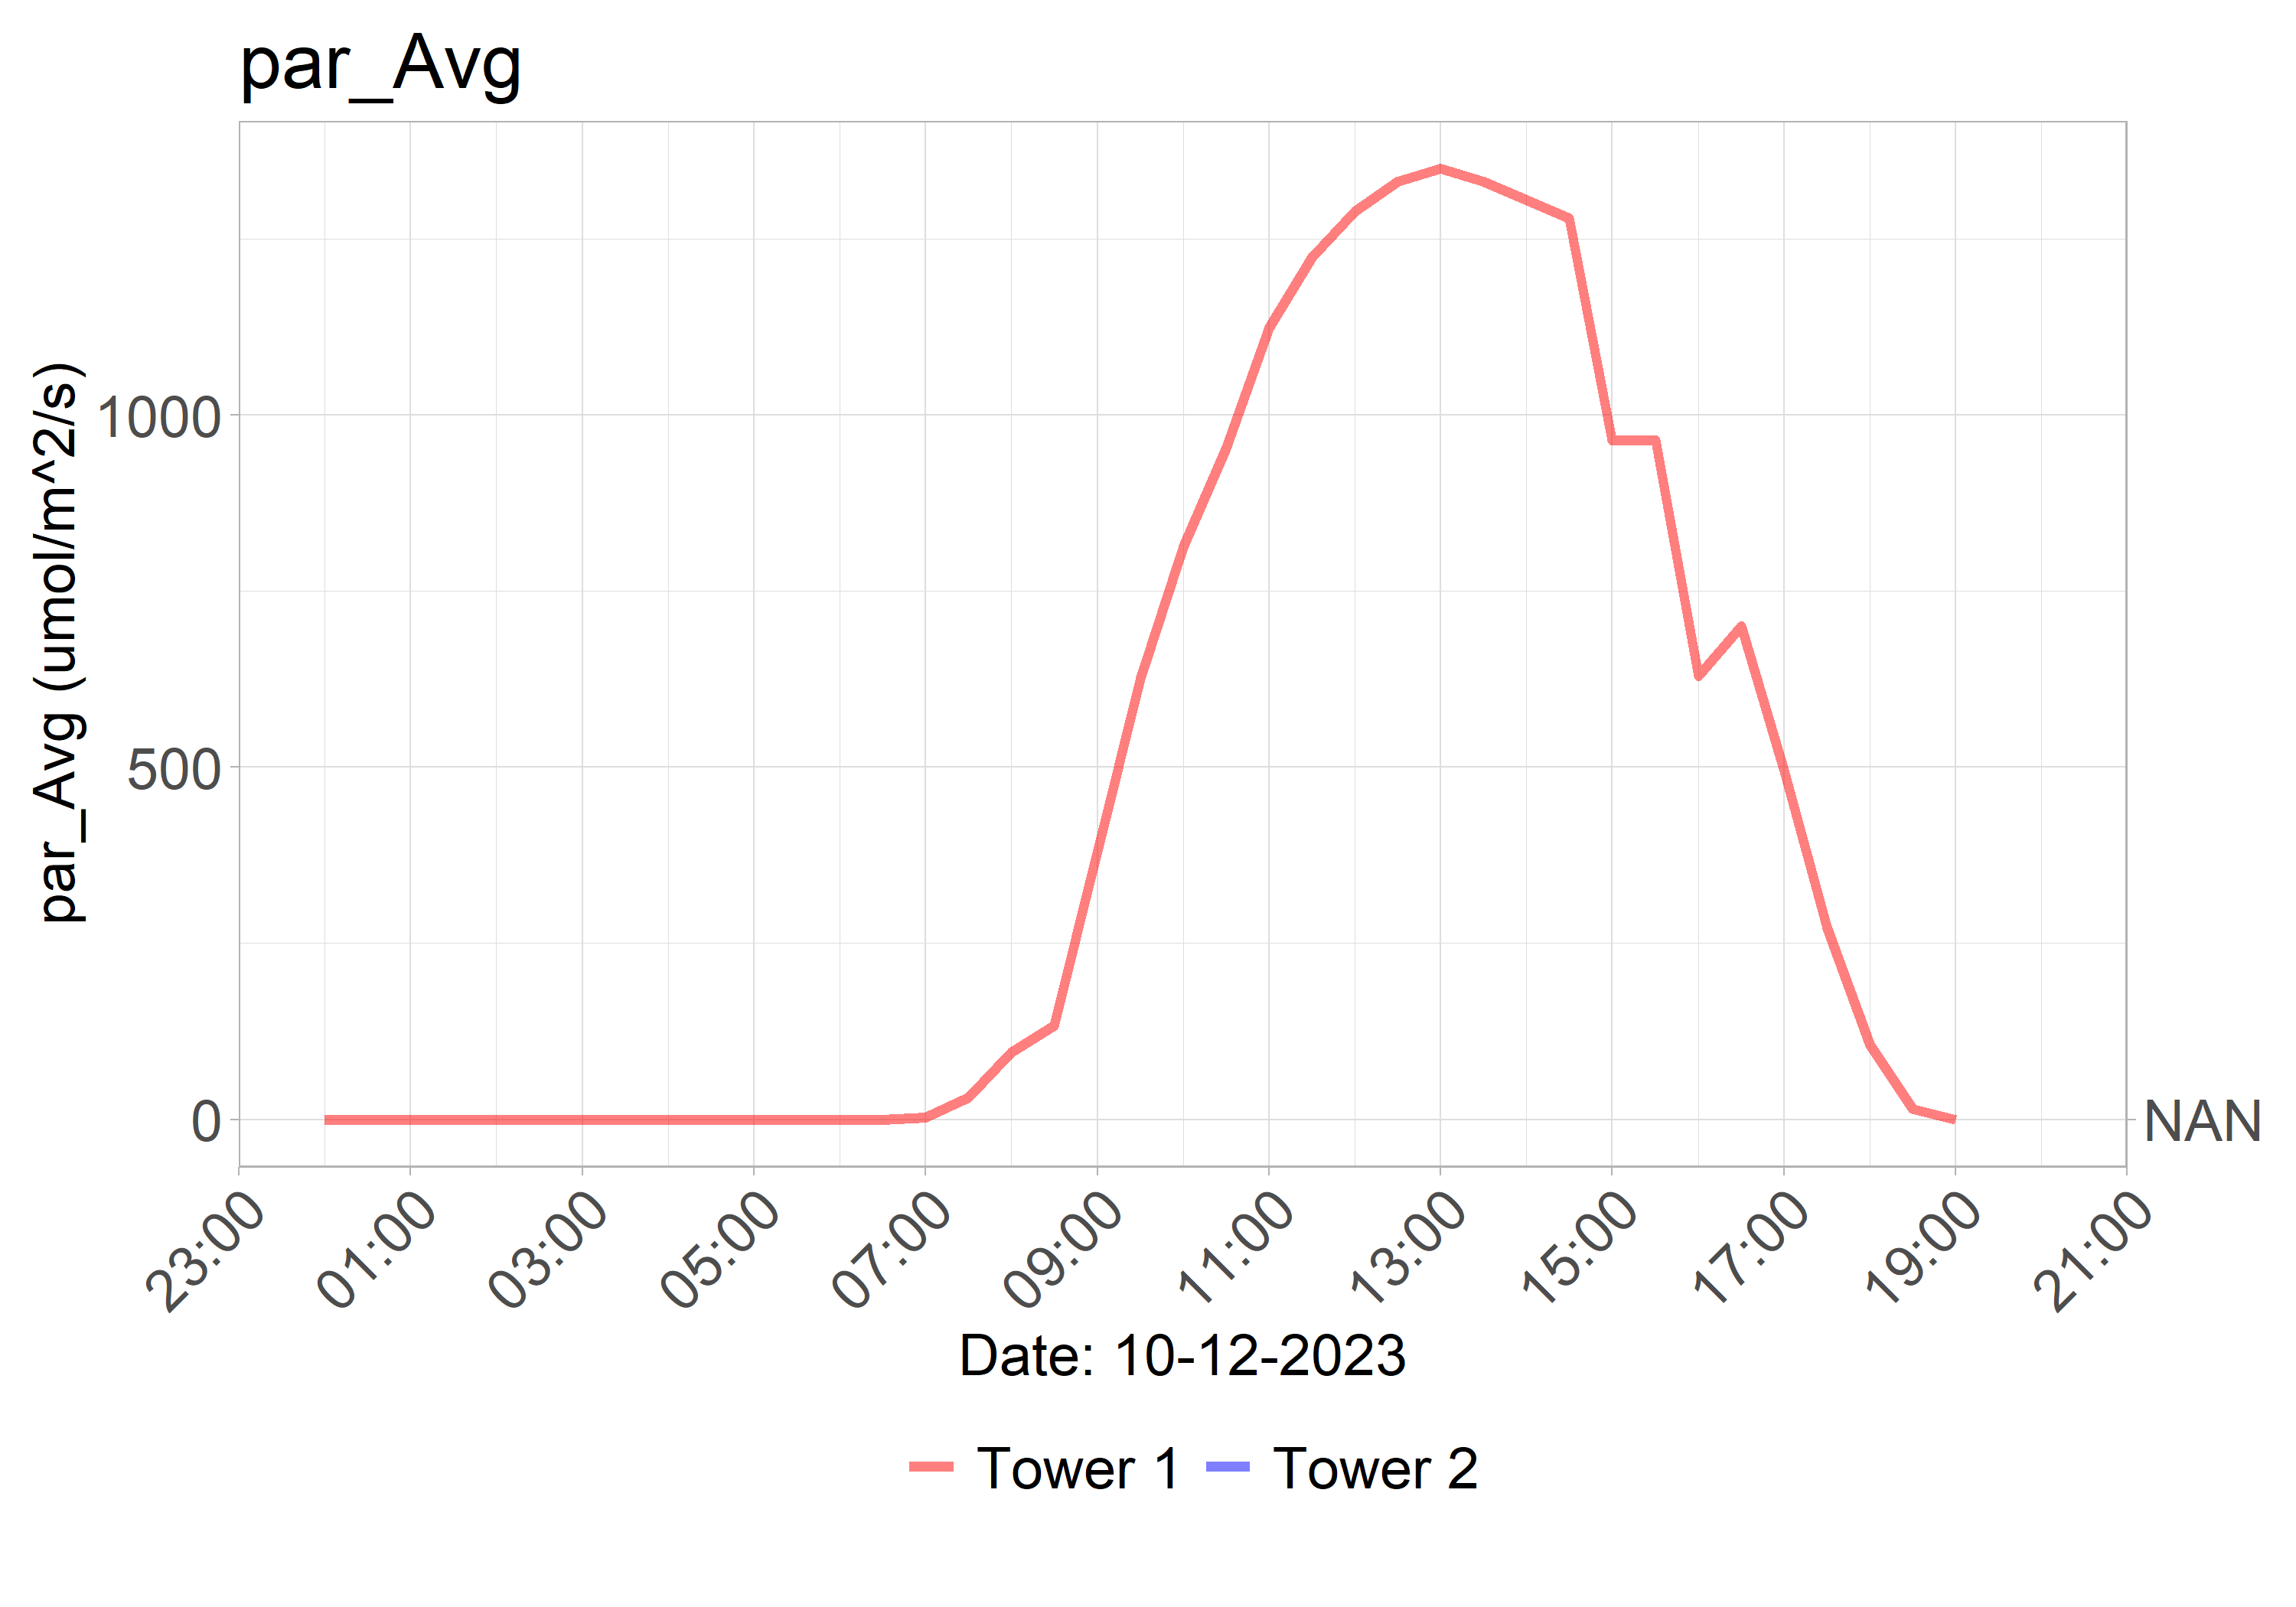 par_Avg
par_Avg (umol/m^2/s)
1000
500
0
NAN
23:00 01:00 03:00 05:00 07:00 09:00 11:00 13:00 15:00 17:00 19:00 21:00
Date: 10-12-2023
Tower 1 Tower 2